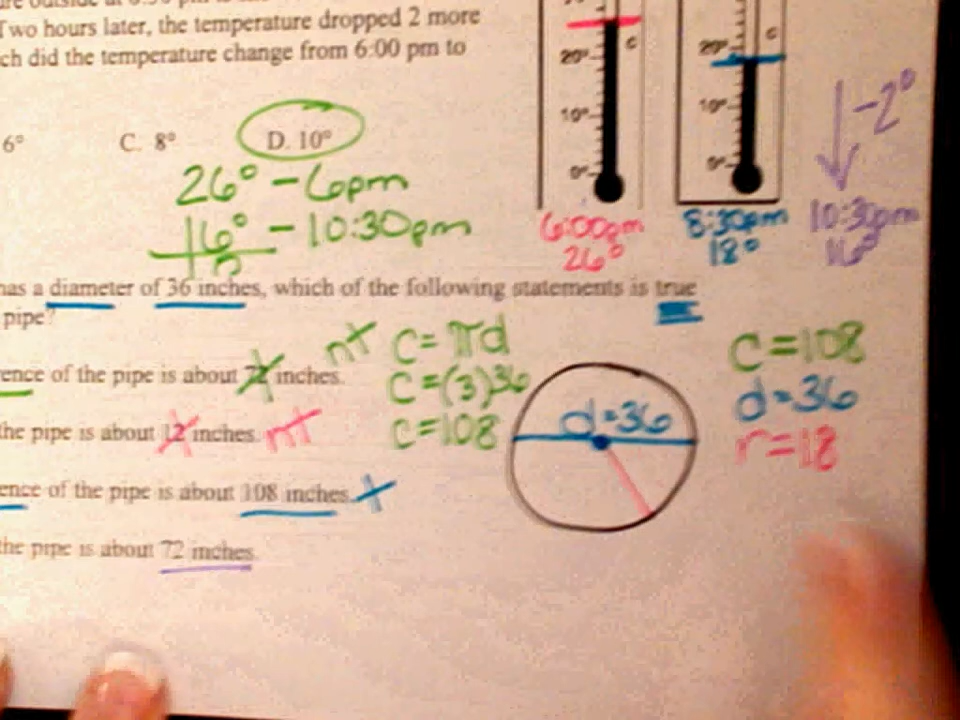 Two hours later, the temperature dropped 2 more
ch did the temperature change from 6:00 pm to
6° C. 8° D. 10°
26° - 6pm
16° - 10:30pm
10
20° c
10°
0°
6:00pm
26°
20° c
10°
0°
8:30pm
18°
-2°
10:30pm
16°
has a diameter of 36 inches, which of the following statements is true
pipe?
ence of the pipe is about 72 inches. nt
the pipe is about 12 inches. nt
ence of the pipe is about 108 inches. t
the pipe is about 72 inches.
C = πd
C = (3)36
C = 108
d=36
C = 108
d=36
r=18